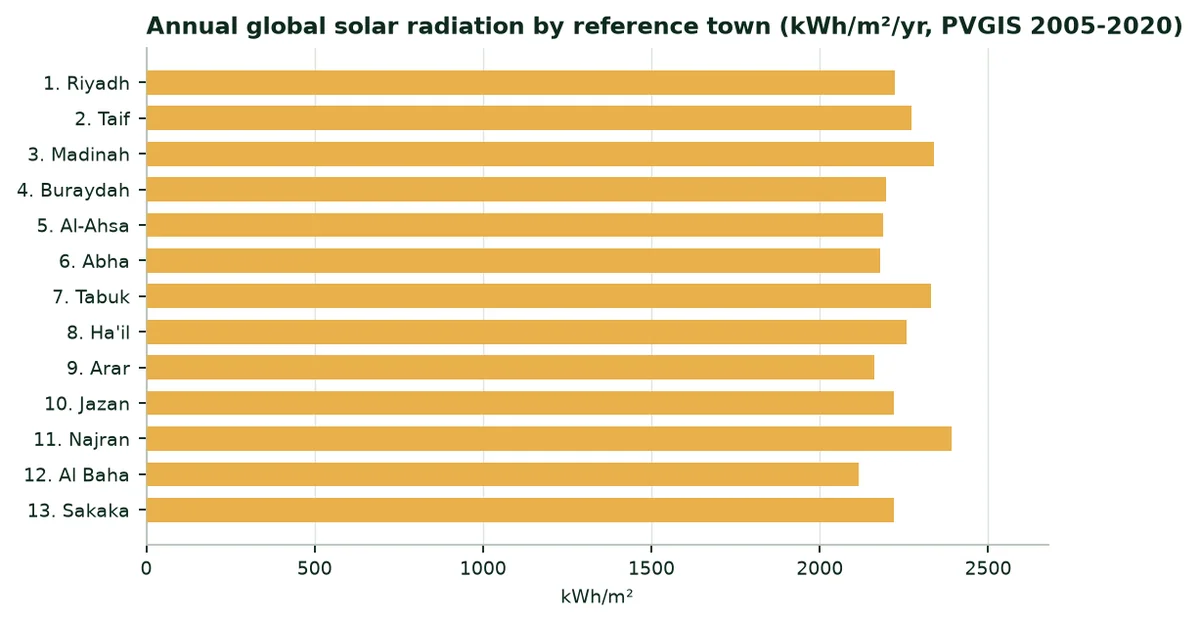 Annual global solar radiation by reference town (kWh/m²/yr, PVGIS 2005-2020)
1. Riyadh
2. Taif
3. Madinah
4. Buraydah
5. Al-Ahsa
6. Abha
7. Tabuk
8. Ha'il
9. Arar
10. Jazan
11. Najran
12. Al Baha
13. Sakaka
0 500 1000 1500 2000 2500
kWh/m²